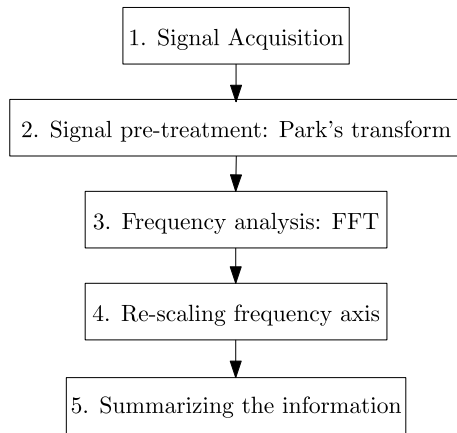 1. Signal Acquisition
2. Signal pre-treatment: Park's transform
3. Frequency analysis: FFT
4. Re-scaling frequency axis
5. Summarizing the information